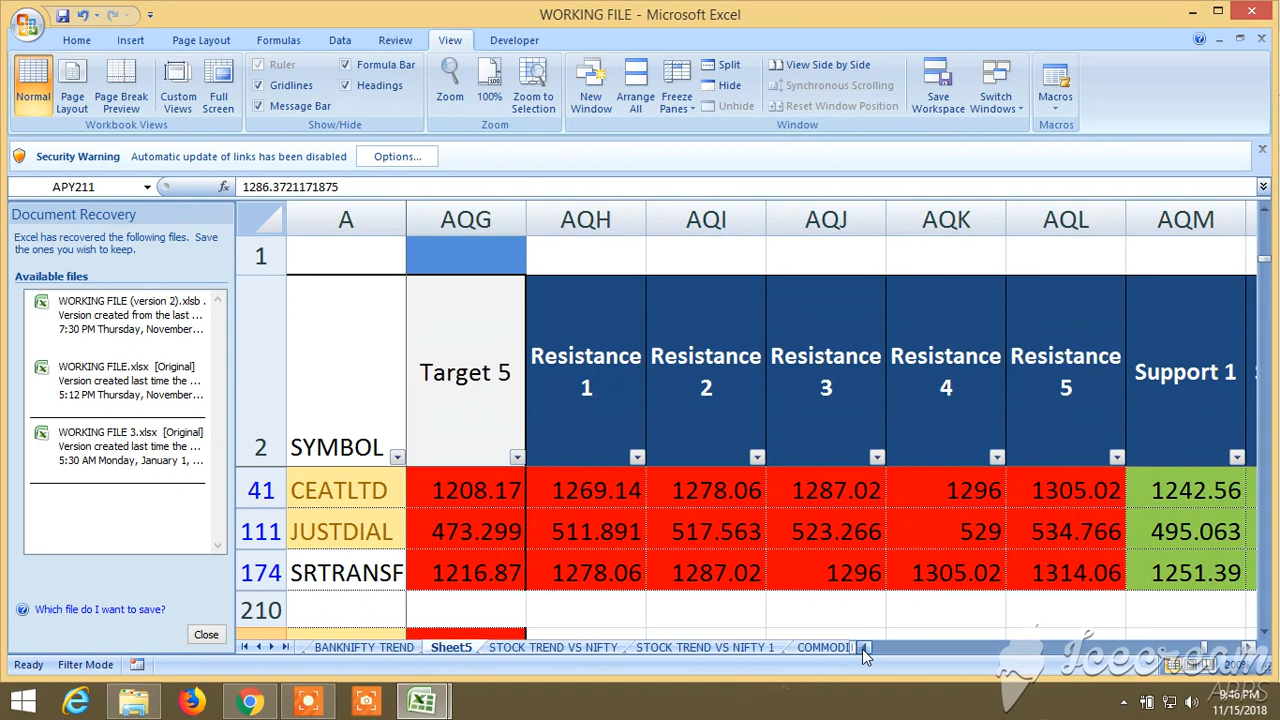 WORKING FILE - Microsoft Excel
Home Insert Page Layout Formulas Data Review View Developer
Normal Page Layout Page Break Preview Custom Views Full Screen
Workbook Views
Ruler Formula Bar
Gridlines Headings
Message Bar
Show/Hide
Zoom 100% Zoom to Selection
Zoom
New Window Arrange All Freeze Panes
Split
Hide
Unhide
View Side by Side
Synchronous Scrolling
Reset Window Position
Window
Save Workspace Switch Windows
Macros
Macros
Security Warning Automatic update of links has been disabled Options...
APY211 fx 1286.3721171875
Document Recovery
Excel has recovered the following files. Save
the ones you wish to keep.
Available files
WORKING FILE (version 2).xlsb .
Version created from the last ...
7:30 PM Thursday, November...
WORKING FILE.xlsx [Original]
Version created last time the ...
5:12 PM Thursday, November...
WORKING FILE 3.xlsx [Original]
Version created last time the ...
5:30 AM Monday, January 1, ...
Which file do I want to save?
Close
A AQG AQH AQI AQJ AQK AQL AQM
1
2 SYMBOL Target 5 Resistance 1 Resistance 2 Resistance 3 Resistance 4 Resistance 5 Support 1
41 CEATLTD 1208.17 1269.14 1278.06 1287.02 1296 1305.02 1242.56
111 JUSTDIAL 473.299 511.891 517.563 523.266 529 534.766 495.063
174 SRTRANSF 1216.87 1278.06 1287.02 1296 1305.02 1314.06 1251.39
210
BANKNIFTY TREND Sheet5 STOCK TREND VS NIFTY STOCK TREND VS NIFTY 1 COMMODI
Ready Filter Mode
Icecream
APPS
9:46 PM
11/15/2018